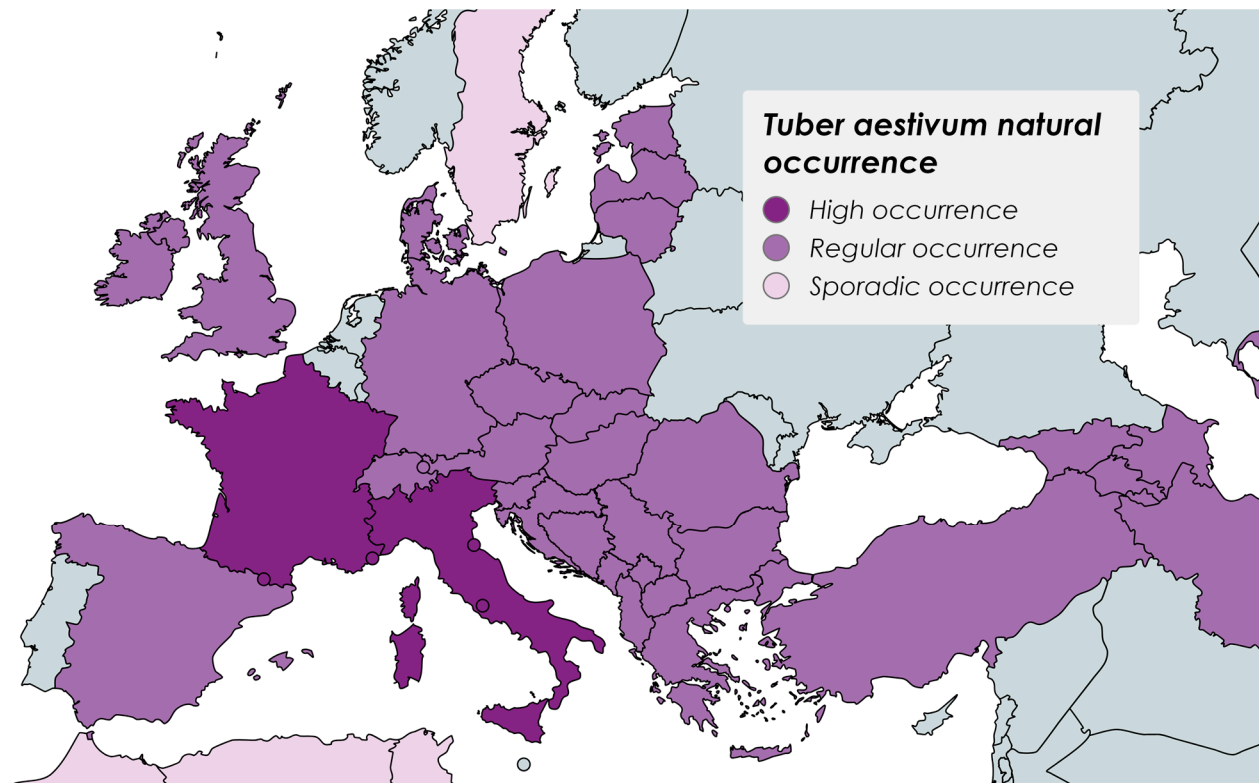 Tuber aestivum natural
occurrence
High occurrence
Regular occurrence
Sporadic occurrence